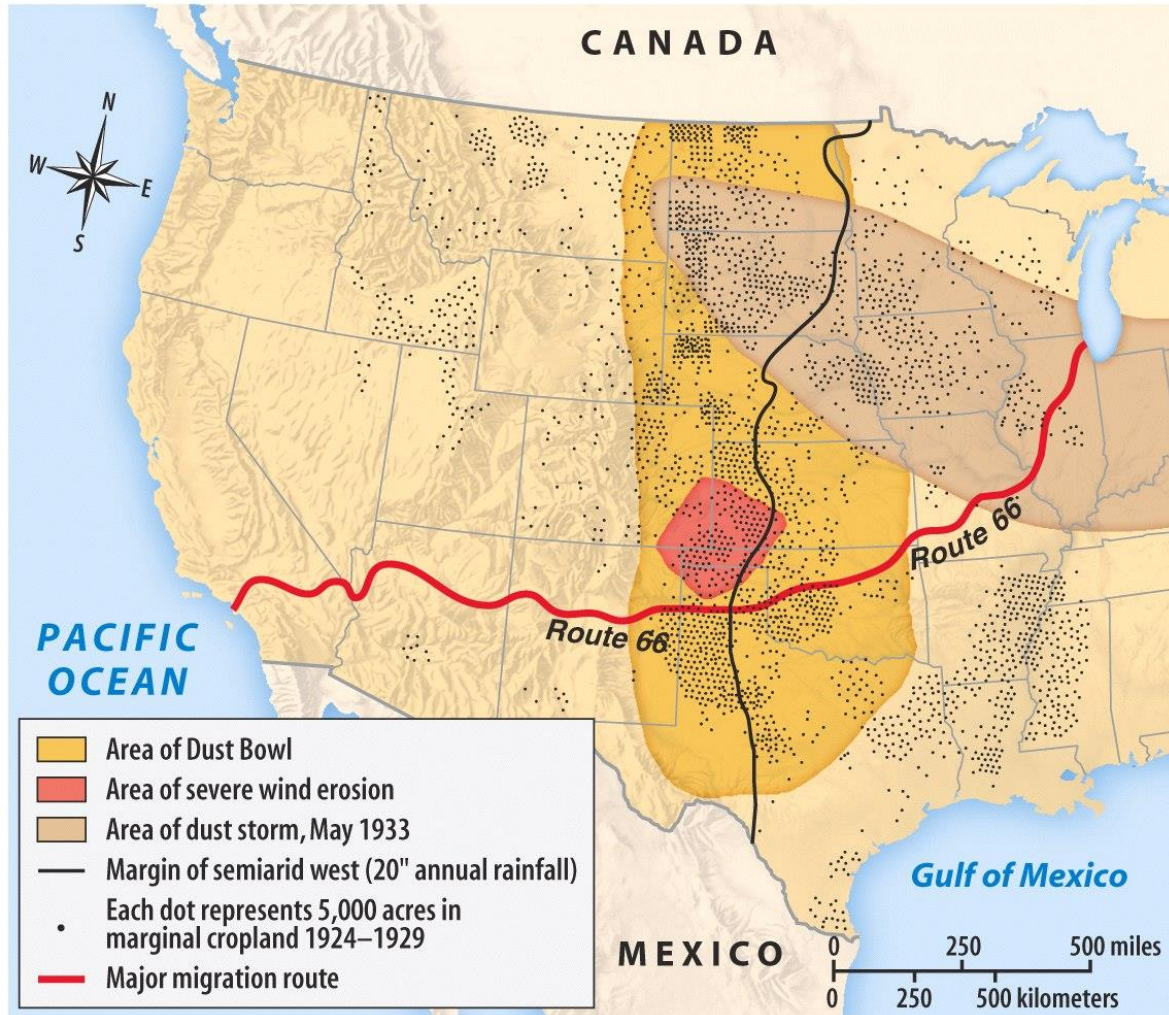 CANADA
N
W
E
S
Route 66
Route 66
PACIFIC
OCEAN
Area of Dust Bowl
Area of severe wind erosion
Area of dust storm, May 1933
Margin of semiarid west (20" annual rainfall)
Each dot represents 5,000 acres in
marginal cropland 1924–1929
Major migration route
Gulf of Mexico
MEXICO
0 250 500 miles
0 250 500 kilometers